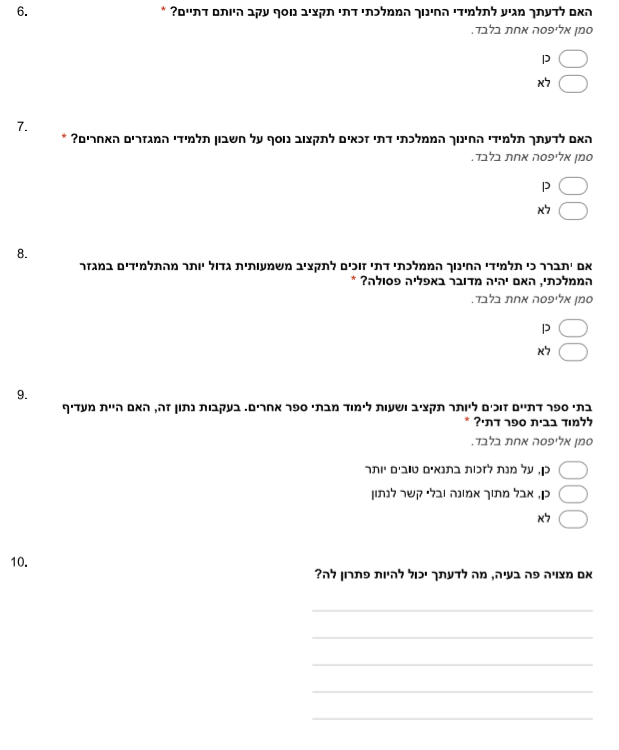 6.
האם לדעתך מגיע לתלמידי החינוך הממלכתי דתי תקציב נוסף עקב היותם דתיים? *
סמן אליפסה אחת בלבד.
כן
לא
7.
האם לדעתך תלמידי החינוך הממלכתי דתי זכאים לתקצוב נוסף על חשבון תלמידי המגזרים האחרים? *
סמן אליפסה אחת בלבד.
כן
לא
8.
אם יתברר כי תלמידי החינוך הממלכתי דתי זוכים לתקציב משמעותית גדול יותר מהתלמידים במגזר
הממלכתי, האם יהיה מדובר באפליה פסולה? *
סמן אליפסה אחת בלבד.
כן
לא
9.
בתי ספר דתיים זוכים ליותר תקציב ושעות לימוד מבתי ספר אחרים. בעקבות נתון זה, האם היית מעדיף
ללמוד בבית ספר דתי? *
סמן אליפסה אחת בלבד.
כן, על מנת לזכות בתנאים טובים יותר
כן, אבל מתוך אמונה ובלי קשר לנתון
לא
10.
אם מצויה פה בעיה, מה לדעתך יכול להיות פתרון לה?